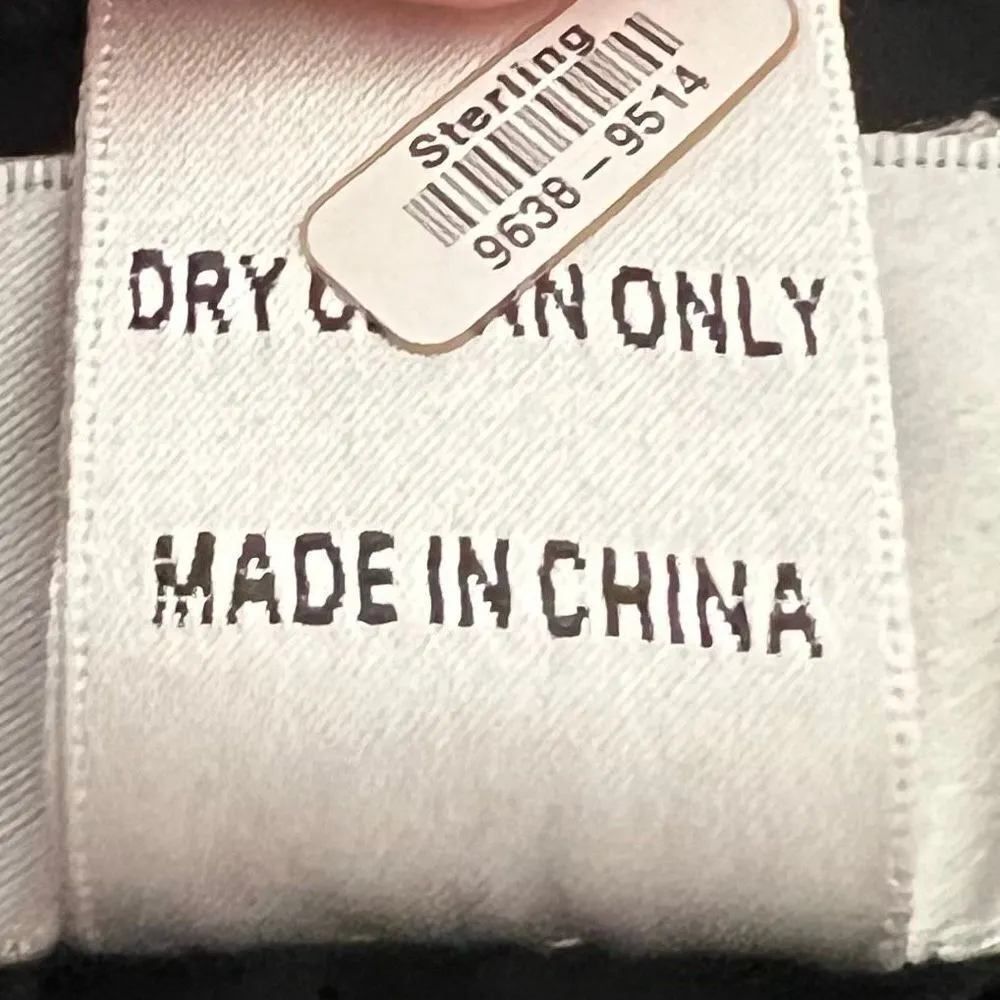 Sterling
9638-9514
DRY ONLY
MADE IN CHINA